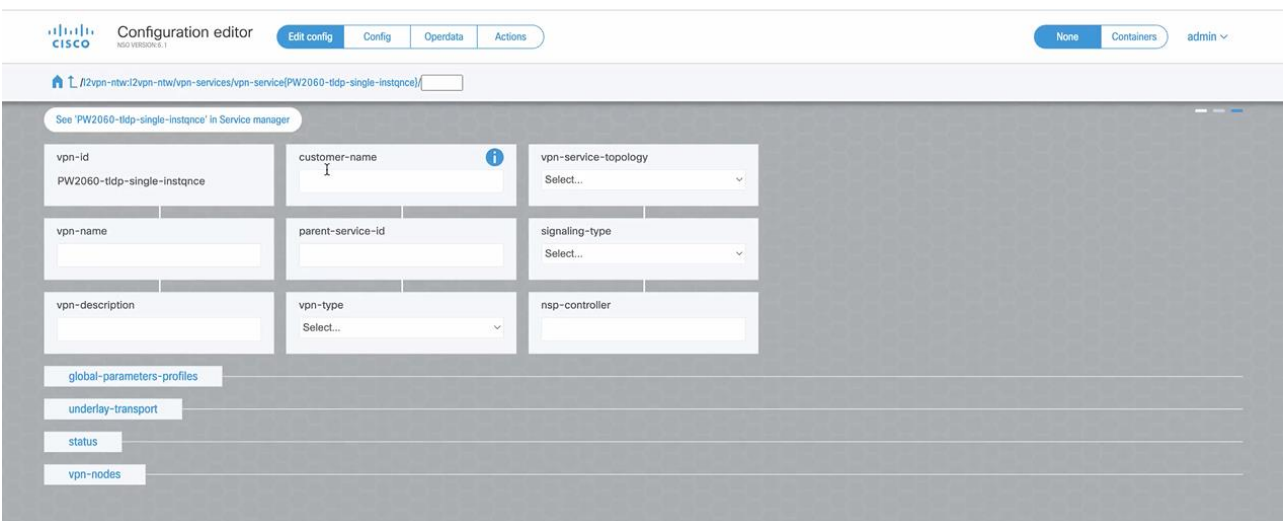 CISCO
Configuration editor
NSO VERSION: 6.1
Edit config
Config
Operdata
Actions
None
Containers
admin
/l2vpn-ntw:l2vpn-ntw/vpn-services/vpn-service{PW2060-tldp-single-instqnce}/
See 'PW2060-tldp-single-instqnce' in Service manager
vpn-id
PW2060-tldp-single-instqnce
customer-name
vpn-service-topology
Select...
vpn-name
parent-service-id
signaling-type
Select...
vpn-description
vpn-type
Select...
nsp-controller
global-parameters-profiles
underlay-transport
status
vpn-nodes